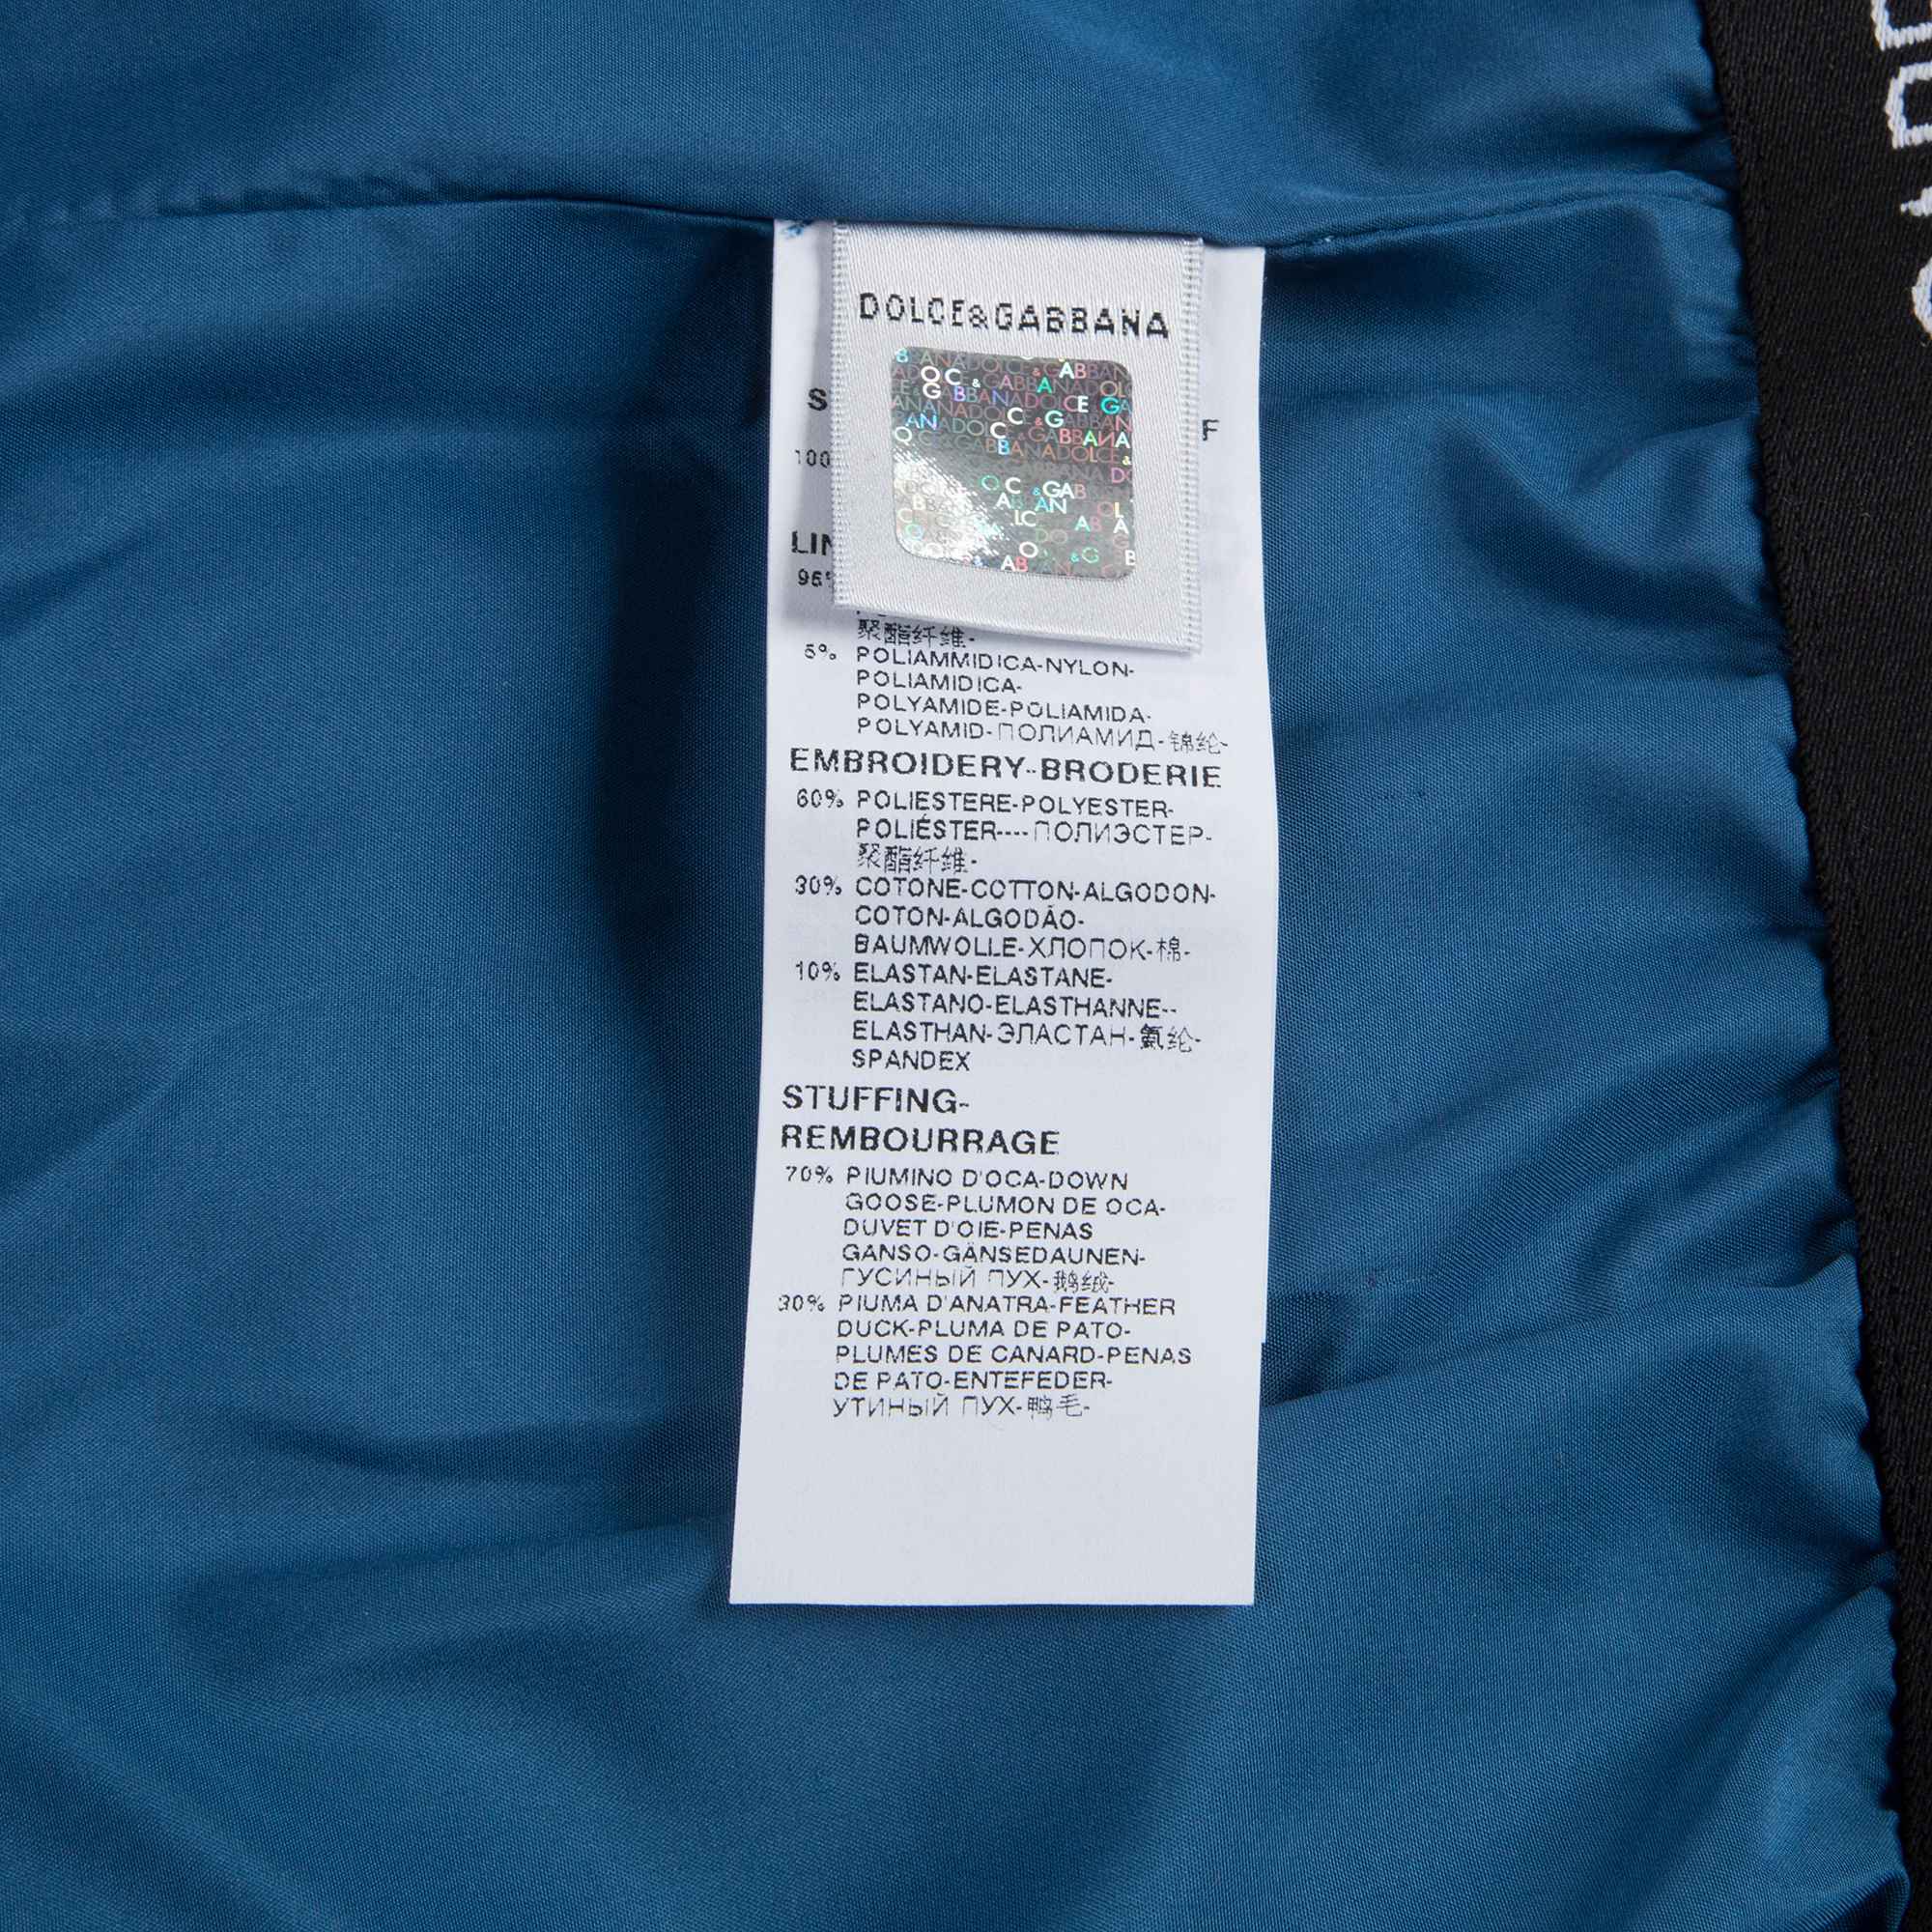 DOLCE&GABBANA
100
5% POLIAMMIDICA-NYLON-
POLIAMIDICA-
POLYAMIDE-POLIAMIDA-
POLYAMID-ПОЛИАМИД-锦纶-
EMBROIDERY-BRODERIE
60% POLIESTERE-POLYESTER-
POLIÉSTER----ПОЛИЭСТЕР-
聚酯纤维-
30% COTONE-COTTON-ALGODON-
COTON-ALGODÃO-
BAUMWOLLE-ХЛОПОК-棉-
10% ELASTAN-ELASTANE-
ELASTANO-ELASTHANNE--
ELASTHAN-ЭЛАСТАН-氨纶-
SPANDEX
STUFFING-
REMBOURRAGE
70% PIUMINO D'OCA-DOWN
GOOSE-PLUMON DE OCA-
DUVET D'OIE-PENAS
GANSO-GÄNSEDAUNEN-
ГУСИНЫЙ ПУХ-鹅绒-
30% PIUMA D'ANATRA-FEATHER
DUCK-PLUMA DE PATO-
PLUMES DE CANARD-PENAS
DE PATO-ENTEFEDER-
УТИНЫЙ ПУХ-鸭毛-